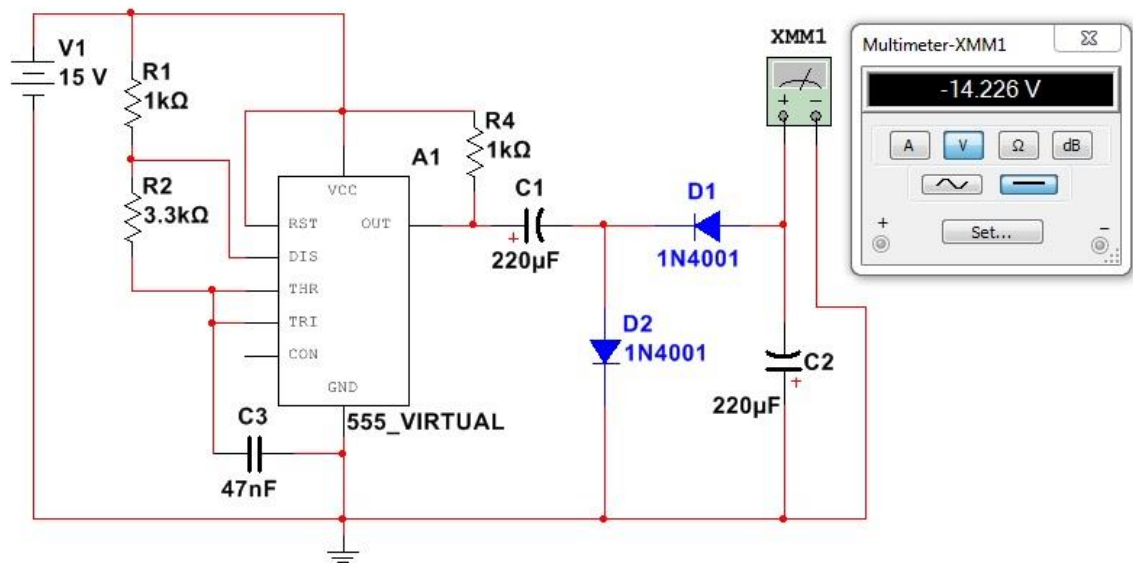 V1
15 V
R1
1kΩ
R2
3.3kΩ
VCC
RST
OUT
DIS
THR
TRI
CON
GND
555_VIRTUAL
A1
R4
1kΩ
C1
+
220µF
C3
47nF
D1
1N4001
D2
1N4001
C2
+
220µF
XMM1
+ −
Multimeter-XMM1
-14.226 V
A V Ω dB
+ Set... −